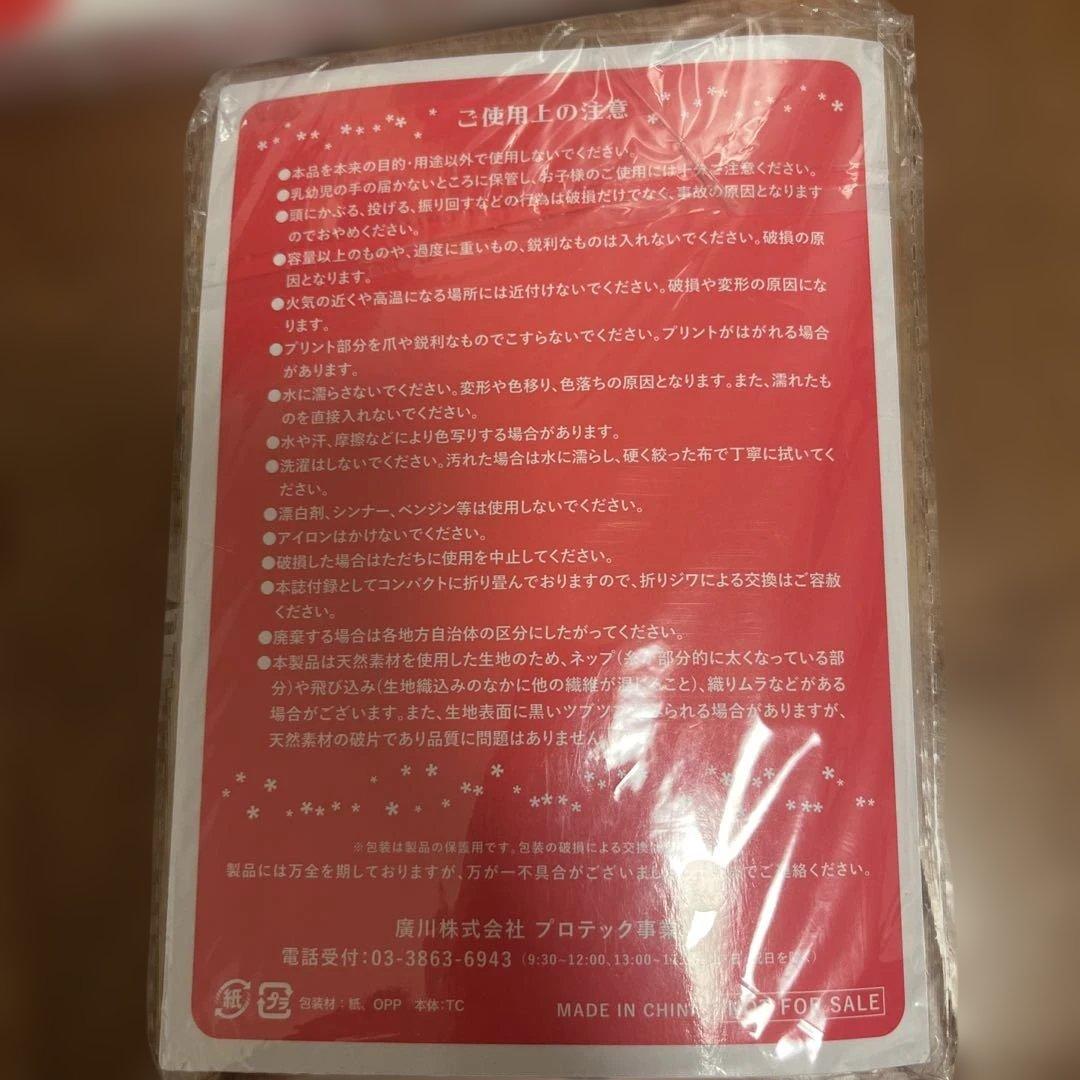 ご使用上の注意
●本品を本来の目的・用途以外で使用しないでください。
●乳幼児の手の届かないところに保管し、お子様のご使用には十分ご注意ください。
●頭にかぶる、投げる、振り回すなどの行為は破損だけでなく、事故の原因となります
のでおやめください。
●容量以上のものや、過度に重いもの、鋭利なものは入れないでください。破損の原
因となります。
●火気の近くや高温になる場所には近付けないでください。破損や変形の原因にな
ります。
●プリント部分を爪や鋭利なものでこすらないでください。プリントがはがれる場合
があります。
●水に濡らさないでください。変形や色移り、色落ちの原因となります。また、濡れたも
のを直接入れないでください。
●水や汗、摩擦などにより色写りする場合があります。
●洗濯はしないでください。汚れた場合は水に濡らし、硬く絞った布で丁寧に拭いてく
ださい。
●漂白剤、シンナー、ベンジン等は使用しないでください。
●アイロンはかけないでください。
●破損した場合はただちに使用を中止してください。
●本誌付録としてコンパクトに折り畳んでおりますので、折りジワによる交換はご容赦
ください。
●廃棄する場合は各地方自治体の区分にしたがってください。
●本製品は天然素材を使用した生地のため、ネップ(糸が部分的に太くなっている部
分)や飛び込み(生地織込みのなかに他の繊維が混じること)、織りムラなどがある
場合がございます。また、生地表面に黒いツブツブ られる場合がありますが、
天然素材の破片であり品質に問題はありません
※包装は製品の保護用です。包装の破損による交換
製品には万全を期しておりますが、万が一不具合がございまし でご連絡ください。
廣川株式会社 プロテック事業
電話受付:03-3863-6943 (9:30~12:00、13:00~1 祝日を除く)
紙 プラ 包装材:紙、OPP 本体:TC
MADE IN CHINA NOT FOR SALE